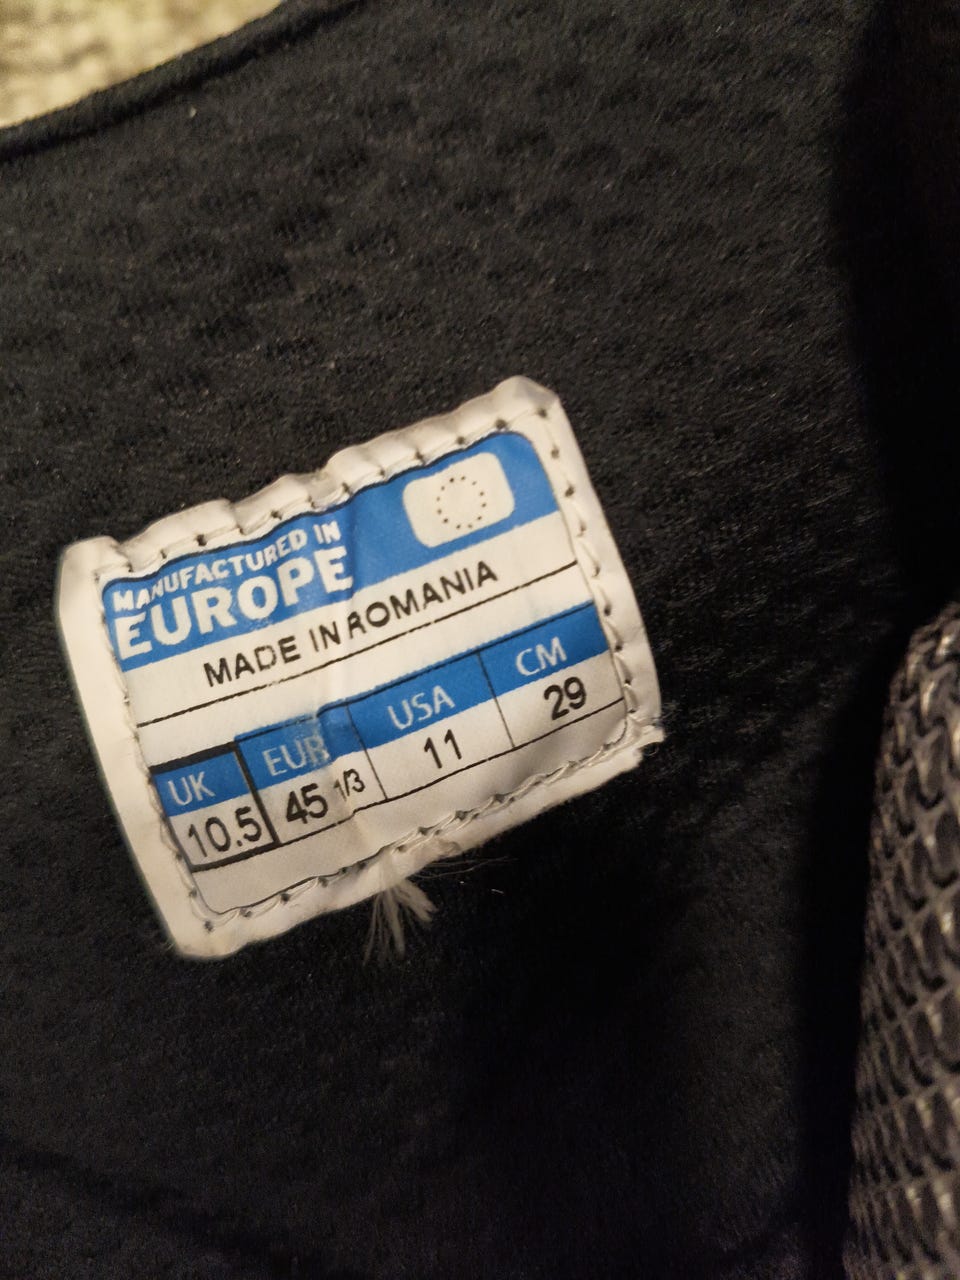 MANUFACTURED IN
EUROPE
MADE IN ROMANIA
UK EUR USA CM
10.5 45 1/3 11 29